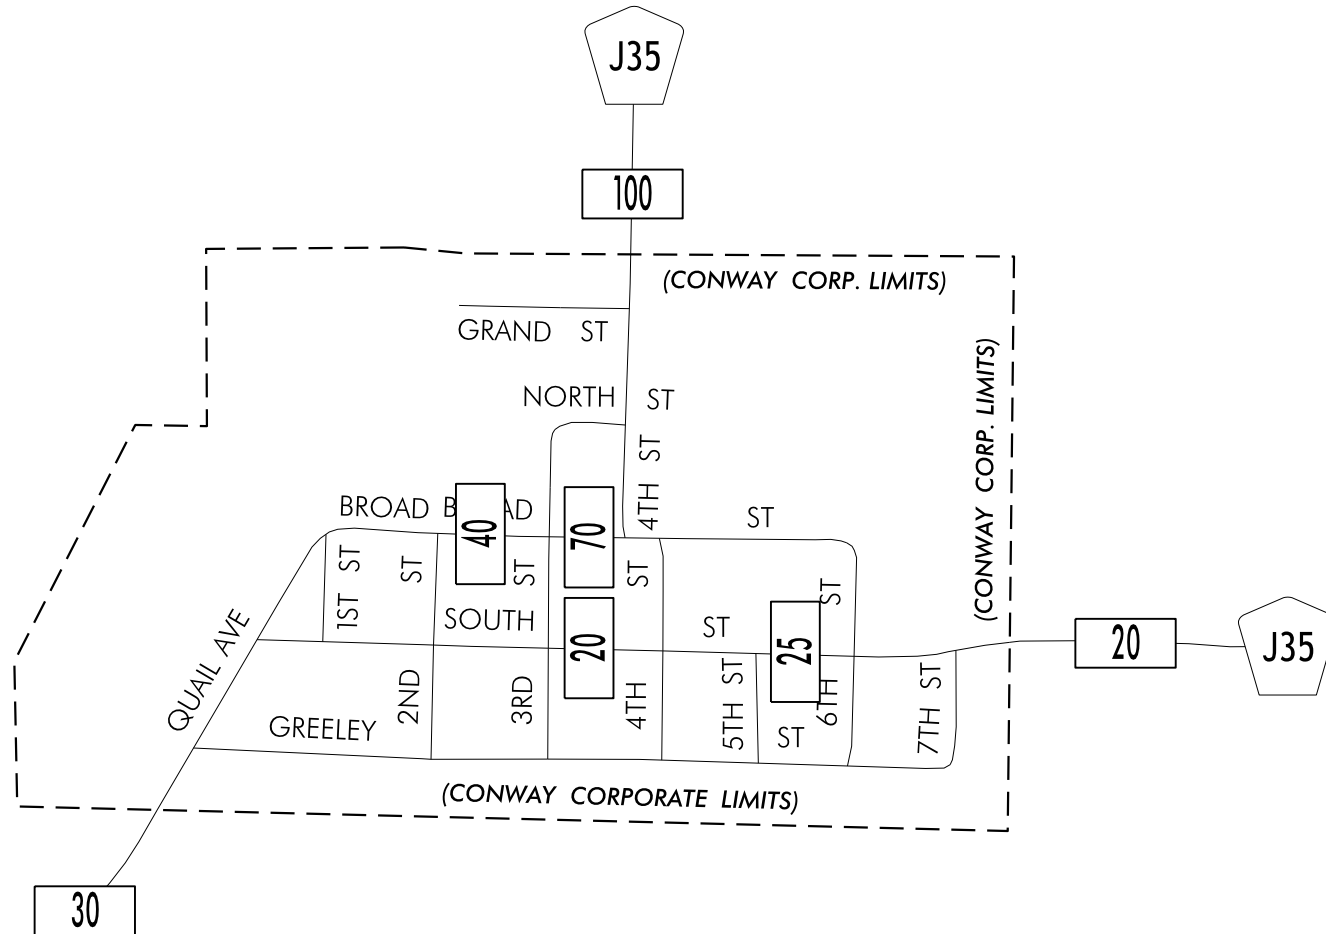 J35
100
(CONWAY CORP. LIMITS)
GRAND ST
(CONWAY CORP. LIMITS)
NORTH ST
4TH ST
BROAD
40
70
ST
1ST ST
2ND ST
3RD ST
4TH ST
6TH ST
SOUTH ST
20
25
20
J35
QUAIL AVE
5TH ST
7TH ST
GREELEY ST
(CONWAY CORPORATE LIMITS)
30